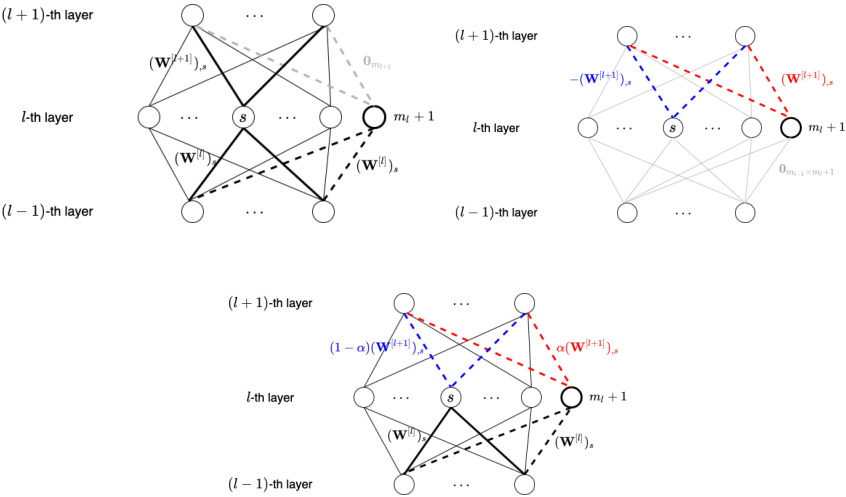 (l + 1)-th layer
· · ·
(W^[l+1])_{,s}
0_{m_{l+1}}
l-th layer
· · · s · · · m_l + 1
(W^[l])_s
(W^[l])_s
(l − 1)-th layer
· · ·
(l + 1)-th layer
· · ·
−(W^[l+1])_{,s}
(W^[l+1])_{,s}
l-th layer
· · · s · · · m_l + 1
0_{m_{l−1}×m_l+1}
(l − 1)-th layer
· · ·
(l + 1)-th layer
· · ·
(1 − α)(W^[l+1])_{,s}
α(W^[l+1])_{,s}
l-th layer
· · · s · · · m_l + 1
(W^[l])_s
(W^[l])_s
(l − 1)-th layer
· · ·